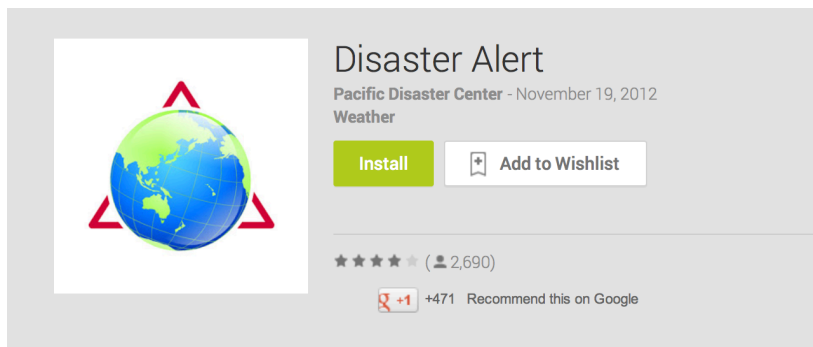 Disaster Alert
Pacific Disaster Center - November 19, 2012
Weather
Install Add to Wishlist
(2,690)
g +1 +471 Recommend this on Google